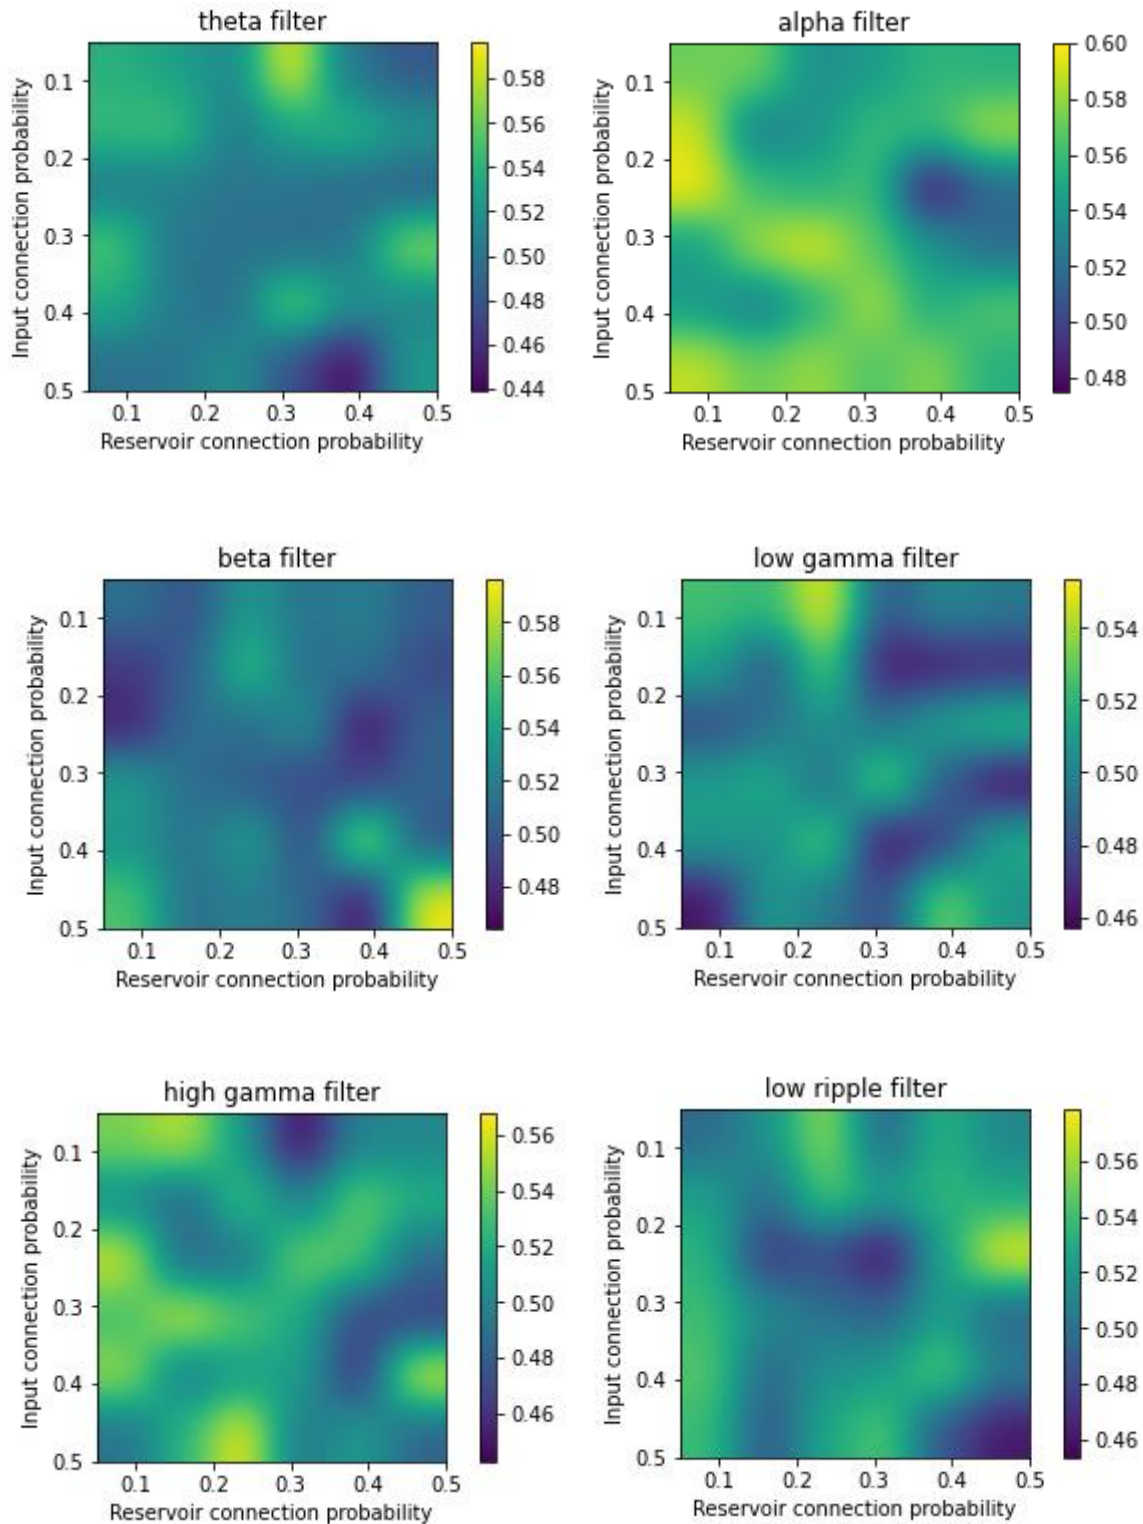 theta filter
Input connection probability
0.1
0.2
0.3
0.4
0.5
0.1 0.2 0.3 0.4 0.5
Reservoir connection probability
0.58
0.56
0.54
0.52
0.50
0.48
0.46
0.44
alpha filter
Input connection probability
0.1
0.2
0.3
0.4
0.5
0.1 0.2 0.3 0.4 0.5
Reservoir connection probability
0.60
0.58
0.56
0.54
0.52
0.50
0.48
beta filter
Input connection probability
0.1
0.2
0.3
0.4
0.5
0.1 0.2 0.3 0.4 0.5
Reservoir connection probability
0.58
0.56
0.54
0.52
0.50
0.48
low gamma filter
Input connection probability
0.1
0.2
0.3
0.4
0.5
0.1 0.2 0.3 0.4 0.5
Reservoir connection probability
0.54
0.52
0.50
0.48
0.46
high gamma filter
Input connection probability
0.1
0.2
0.3
0.4
0.5
0.1 0.2 0.3 0.4 0.5
Reservoir connection probability
0.56
0.54
0.52
0.50
0.48
0.46
low ripple filter
Input connection probability
0.1
0.2
0.3
0.4
0.5
0.1 0.2 0.3 0.4 0.5
Reservoir connection probability
0.56
0.54
0.52
0.50
0.48
0.46